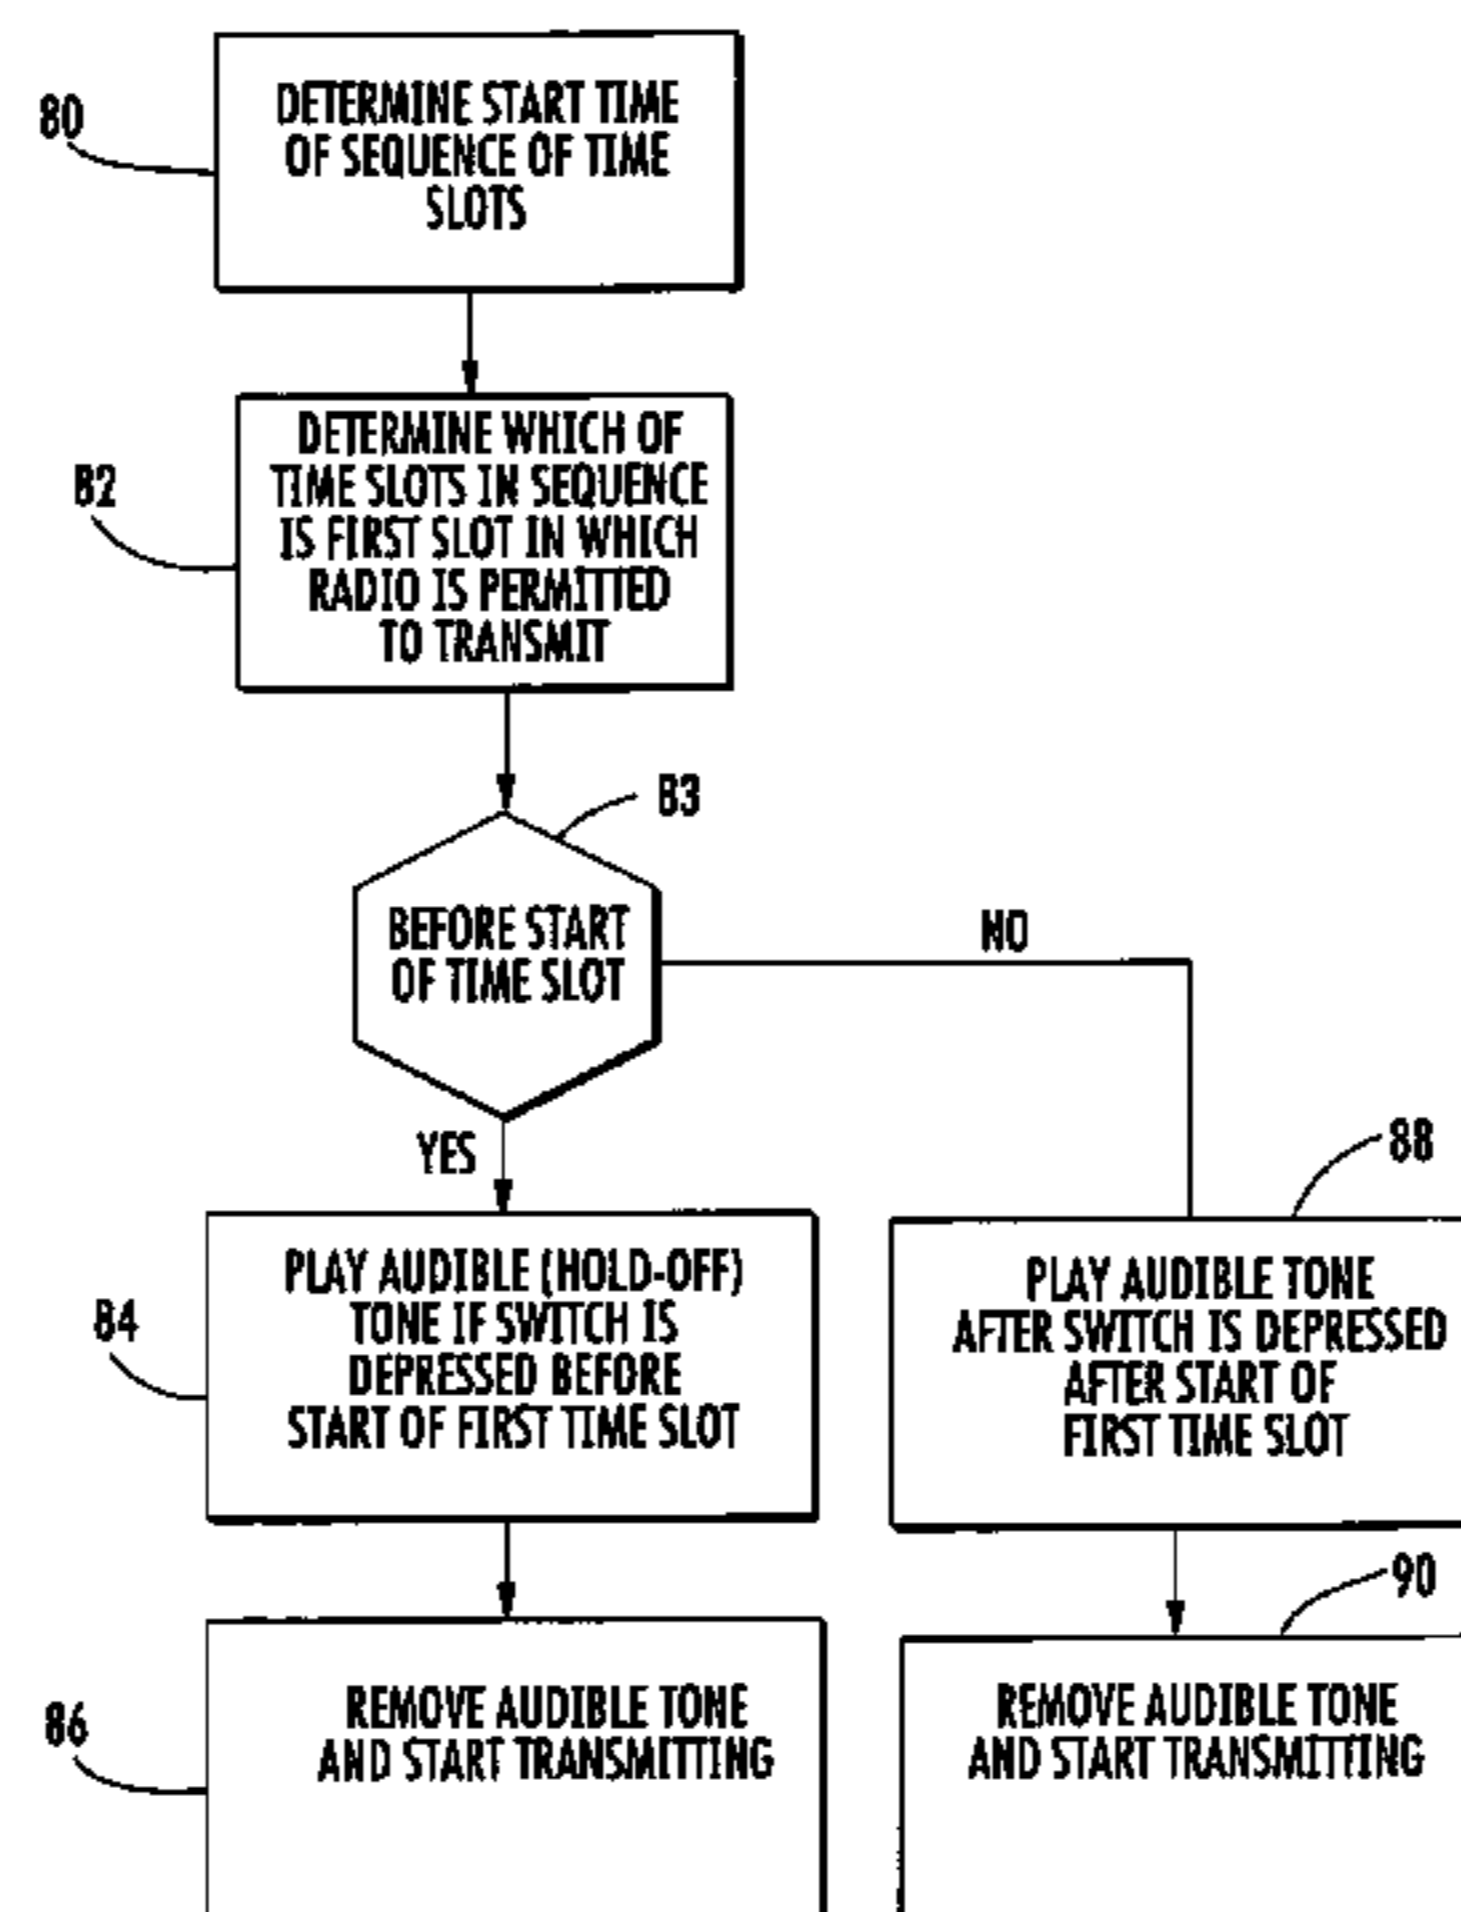 80
DETERMINE START TIME
OF SEQUENCE OF TIME
SLOTS
82
DETERMINE WHICH OF
TIME SLOTS IN SEQUENCE
IS FIRST SLOT IN WHICH
RADIO IS PERMITTED
TO TRANSMIT
83
BEFORE START
OF TIME SLOT
NO
YES
84
PLAY AUDIBLE (HOLD-OFF)
TONE IF SWITCH IS
DEPRESSED BEFORE
START OF FIRST TIME SLOT
88
PLAY AUDIBLE TONE
AFTER SWITCH IS DEPRESSED
AFTER START OF
FIRST TIME SLOT
86
REMOVE AUDIBLE TONE
AND START TRANSMITTING
90
REMOVE AUDIBLE TONE
AND START TRANSMITTING